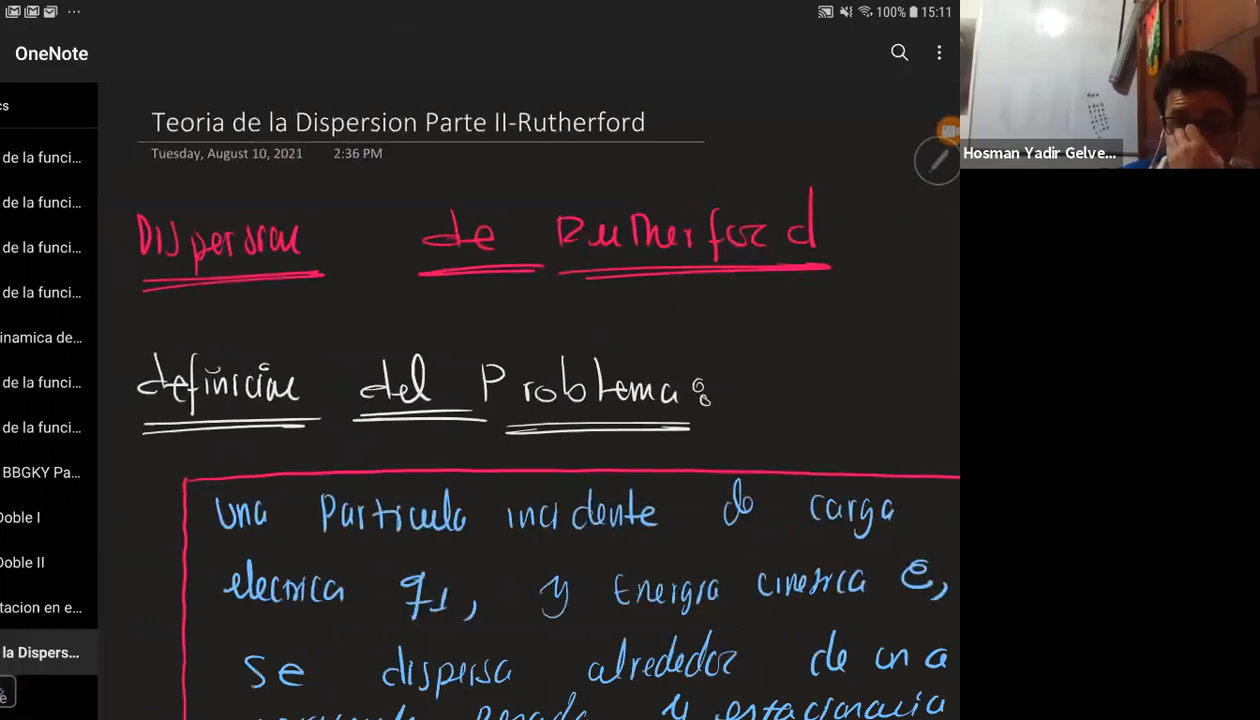 100% 15:11
OneNote
Teoria de la Dispersion Parte II-Rutherford
Tuesday, August 10, 2021 2:36 PM
Dispersion de Rutherford
definicion del Problema:
Una Particula incidente de carga
electrica q1, y Energia cinetica E,
se dispersa alrededor de una
pesada y estacionaria
cs
de la funci...
de la funci...
de la funci...
de la funci...
inamica de...
de la funci...
de la funci...
BBGKY Pa...
Doble I
Doble II
tacion en e...
la Dispers...
e
Hosman Yadir Gelve...